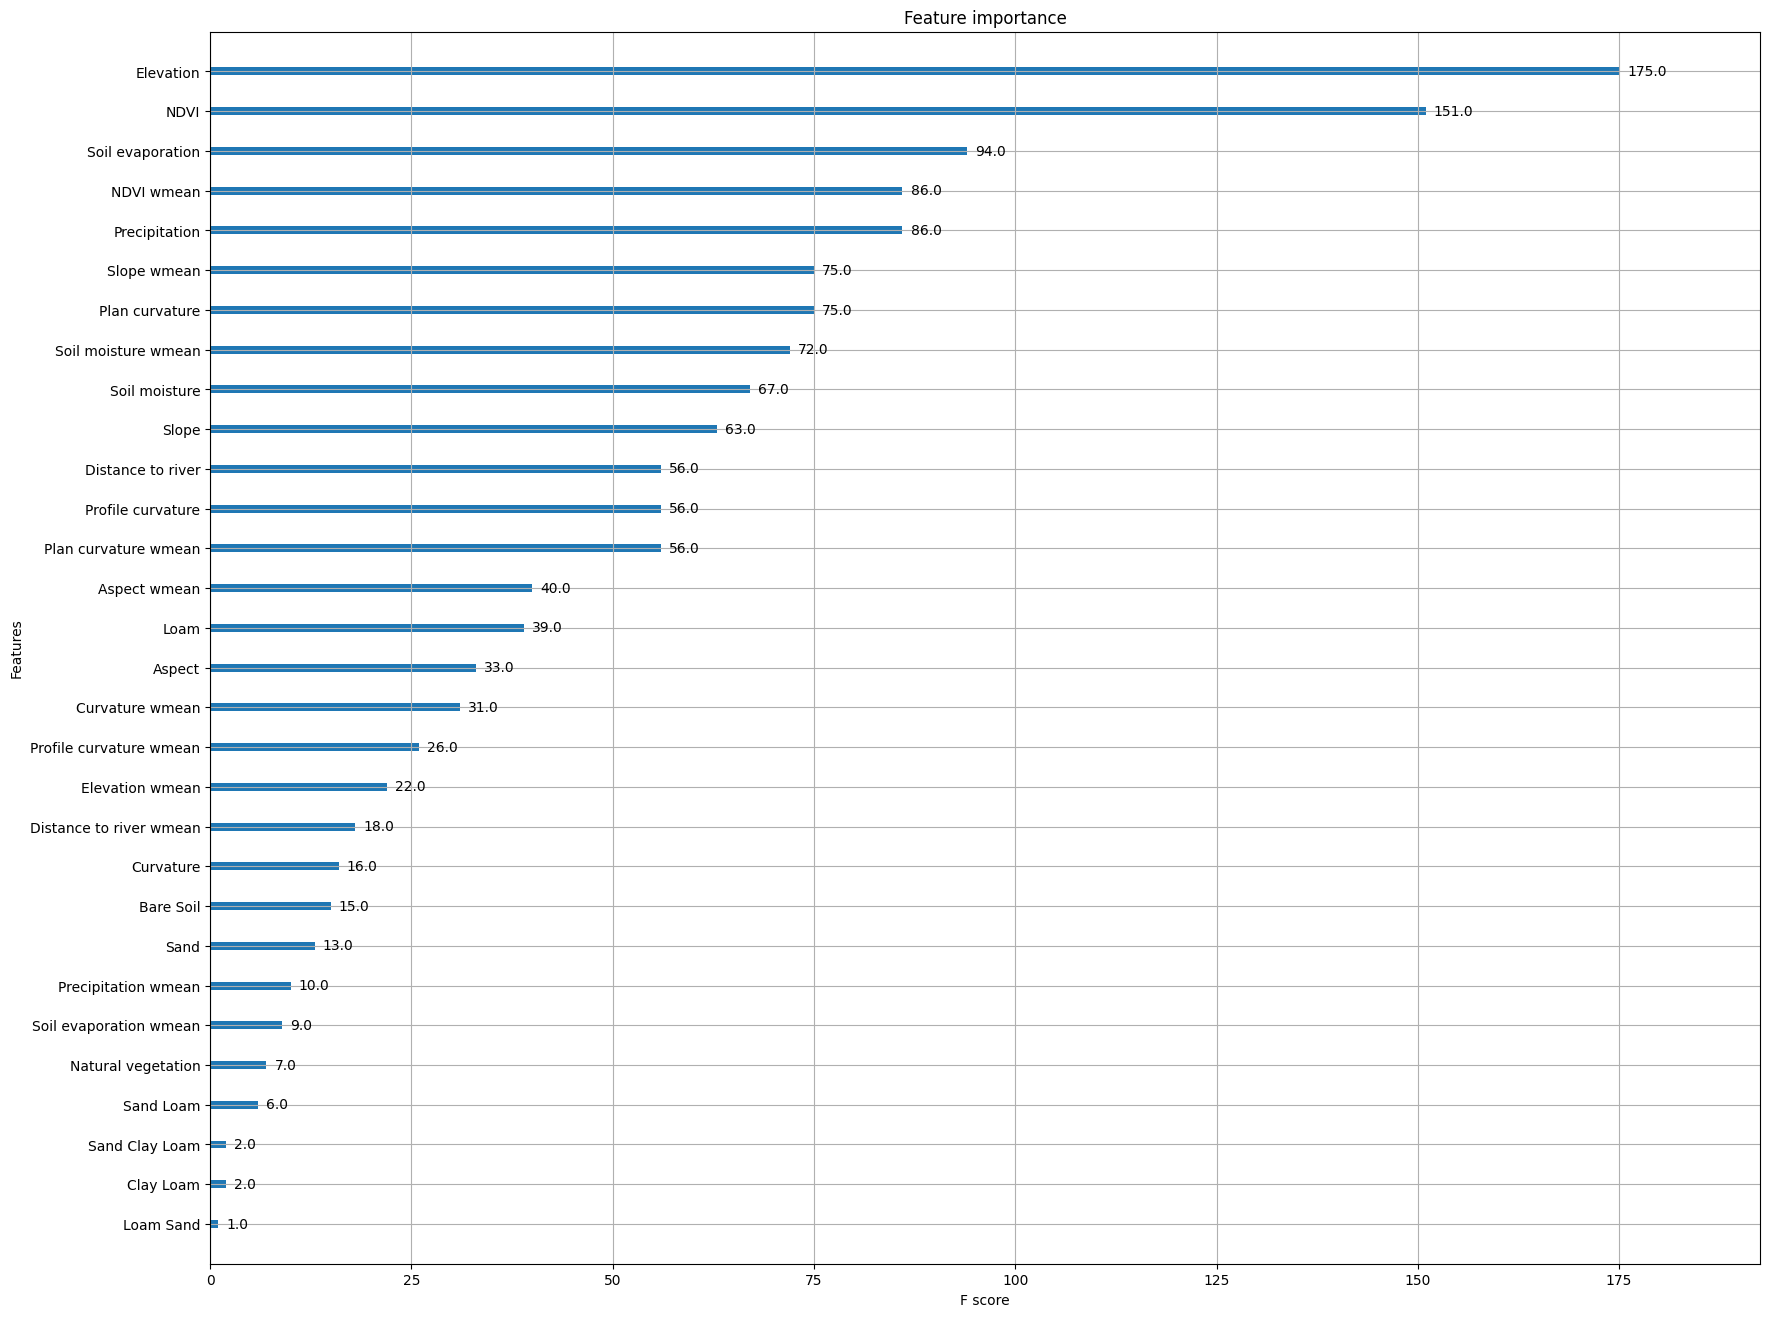 Feature importance
Elevation 175.0
NDVI 151.0
Soil evaporation 94.0
NDVI wmean 86.0
Precipitation 86.0
Slope wmean 75.0
Plan curvature 75.0
Soil moisture wmean 72.0
Soil moisture 67.0
Slope 63.0
Distance to river 56.0
Profile curvature 56.0
Plan curvature wmean 56.0
Aspect wmean 40.0
Loam 39.0
Aspect 33.0
Curvature wmean 31.0
Profile curvature wmean 26.0
Elevation wmean 22.0
Distance to river wmean 18.0
Curvature 16.0
Bare Soil 15.0
Sand 13.0
Precipitation wmean 10.0
Soil evaporation wmean 9.0
Natural vegetation 7.0
Sand Loam 6.0
Sand Clay Loam 2.0
Clay Loam 2.0
Loam Sand 1.0
Features
0 25 50 75 100 125 150 175
F score